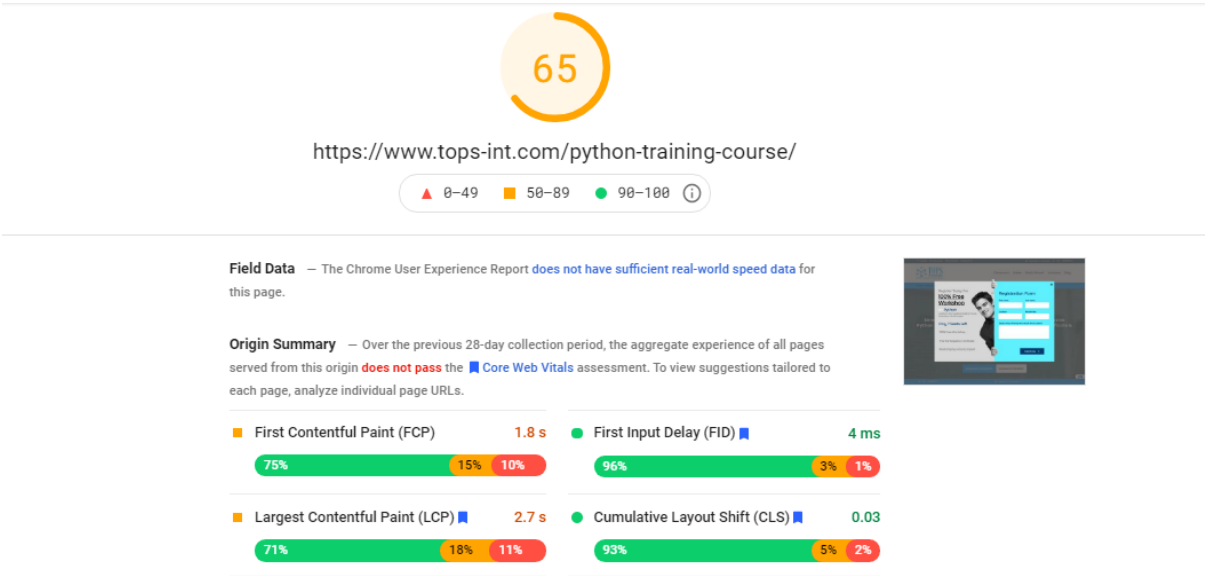 65
https://www.tops-int.com/python-training-course/
0–49 50–89 90–100
Field Data — The Chrome User Experience Report does not have sufficient real-world speed data for
this page.
Origin Summary — Over the previous 28-day collection period, the aggregate experience of all pages
served from this origin does not pass the Core Web Vitals assessment. To view suggestions tailored to
each page, analyze individual page URLs.
First Contentful Paint (FCP) 1.8 s
75% 15% 10%
First Input Delay (FID) 4 ms
96% 3% 1%
Largest Contentful Paint (LCP) 2.7 s
71% 18% 11%
Cumulative Layout Shift (CLS) 0.03
93% 5% 2%
100% Free
Workshop
Registration Form